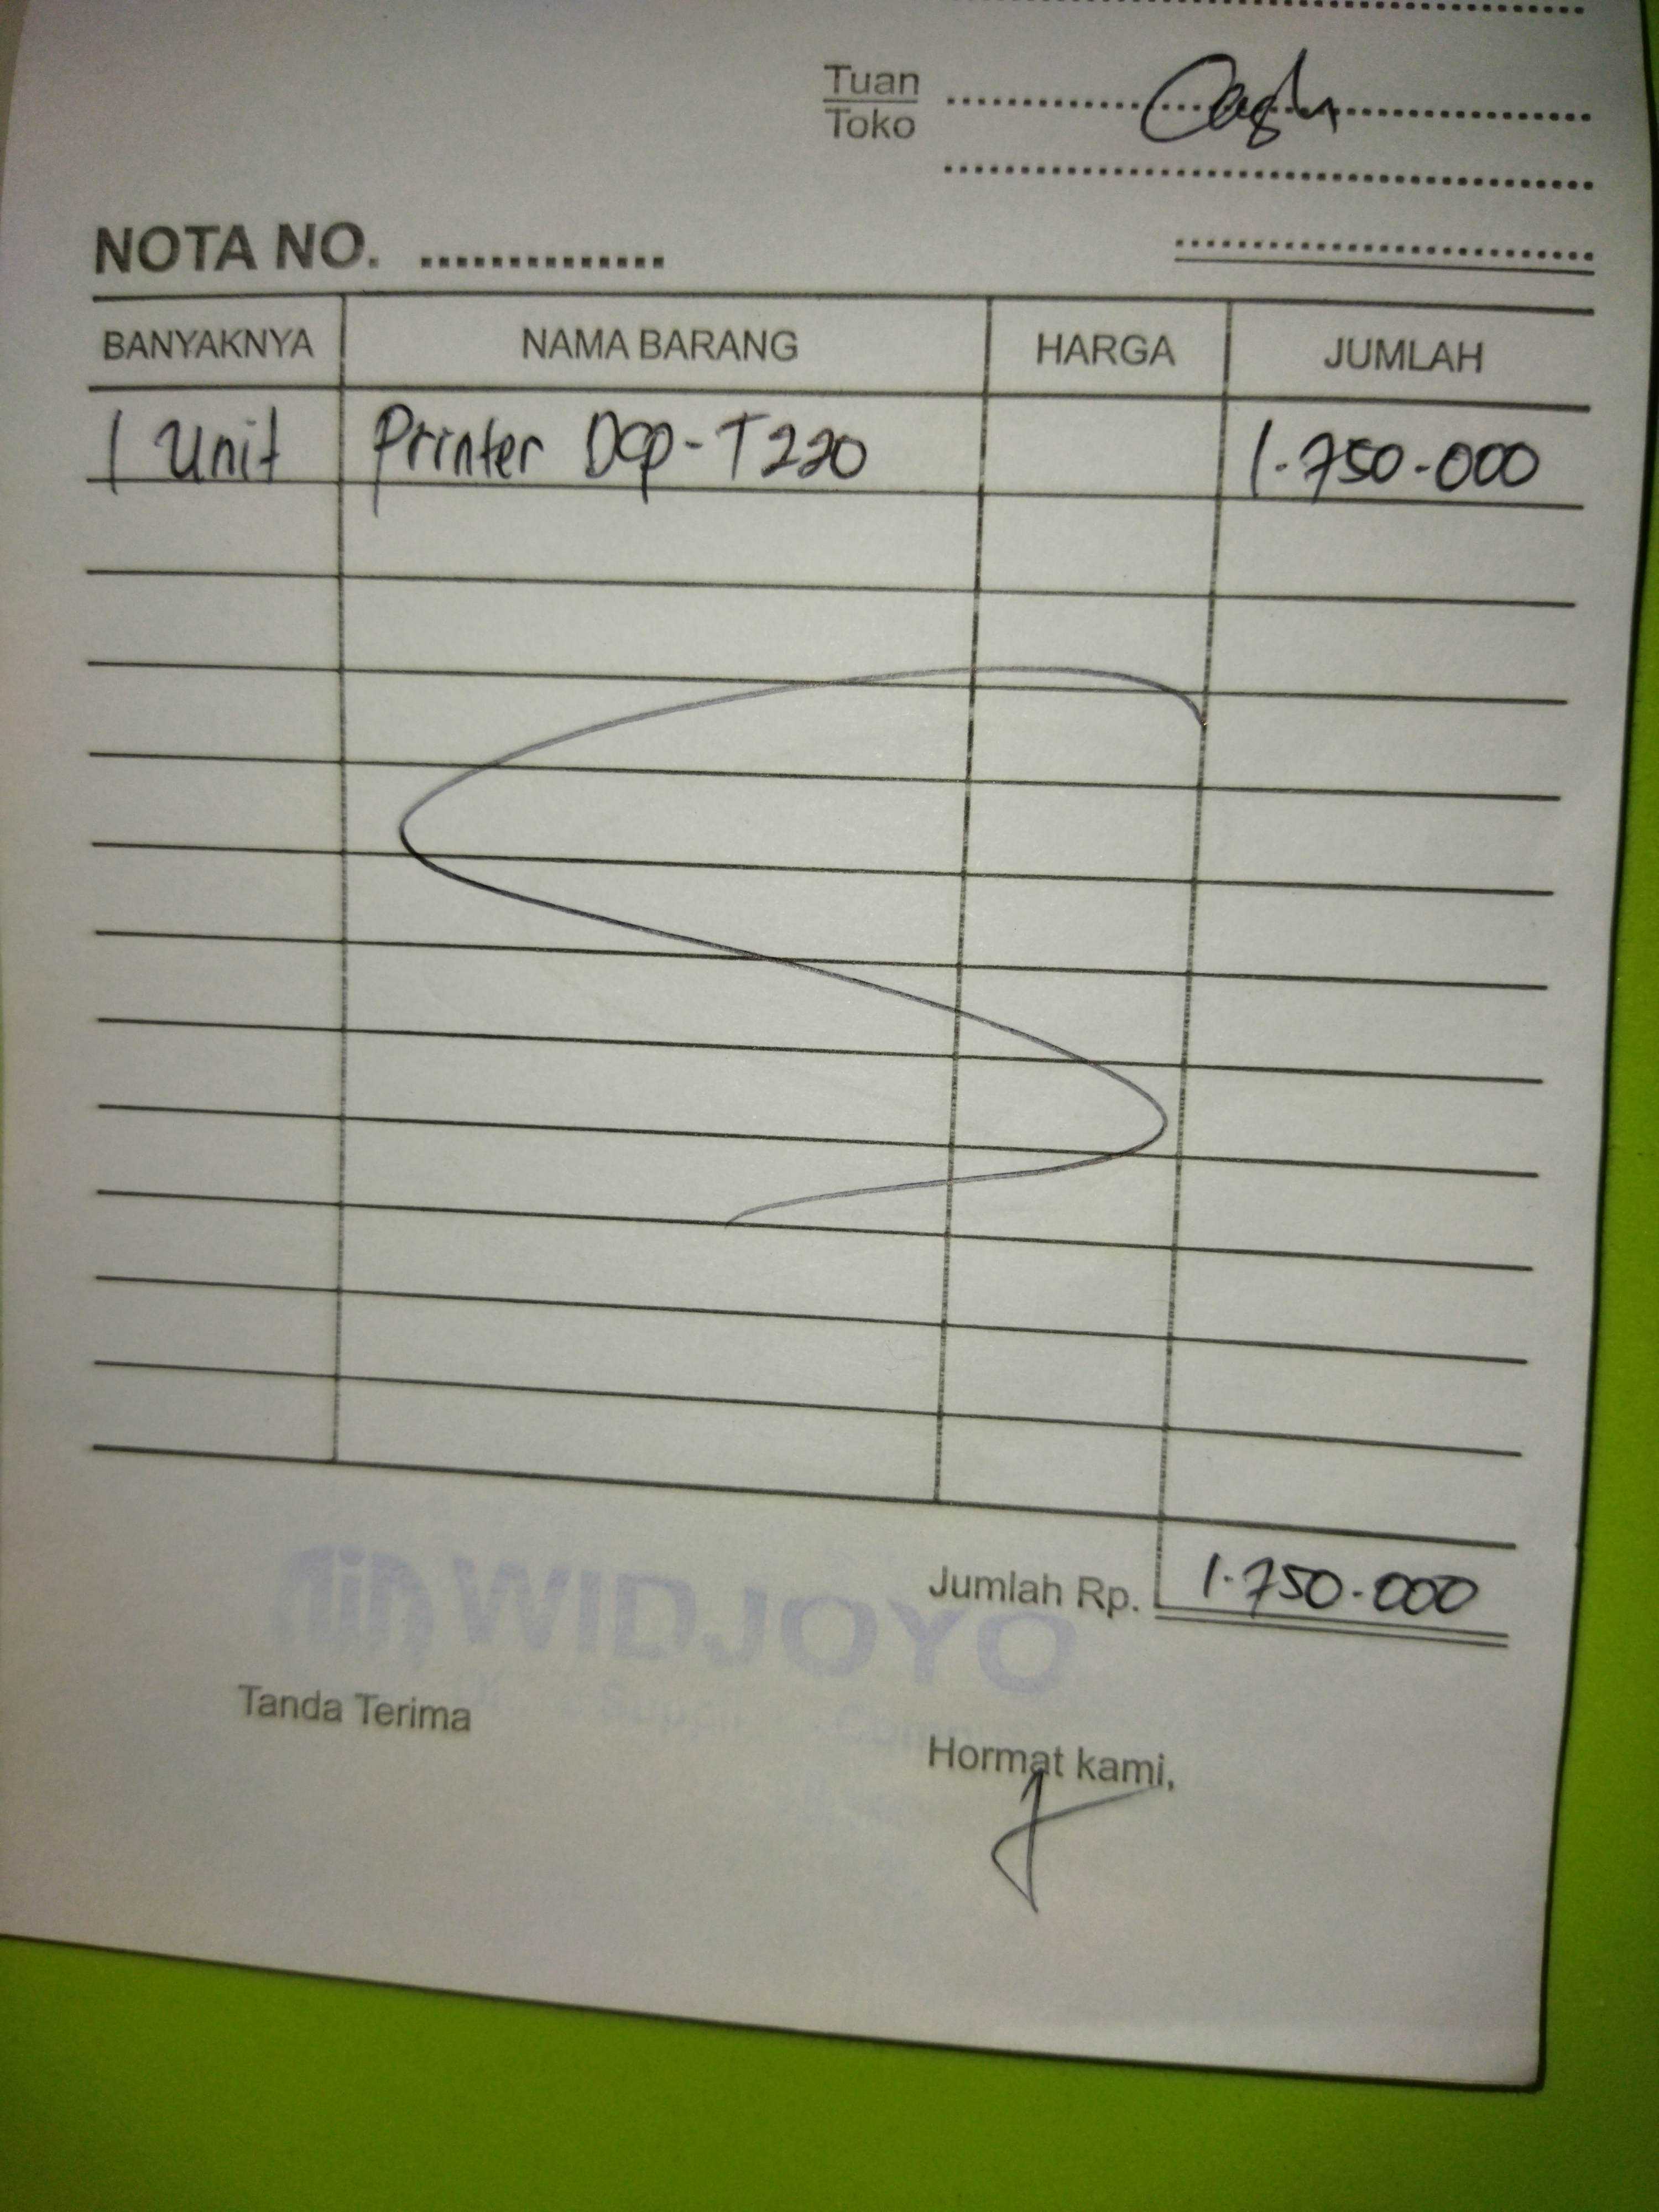 Tuan
Toko
Cash
NOTA NO. ..............
BANYAKNYA NAMA BARANG HARGA JUMLAH
1 Unit Printer Dcp-T220 1.750.000
Jumlah Rp. 1.750.000
WIDJOYO
Tanda Terima
Hormat kami,